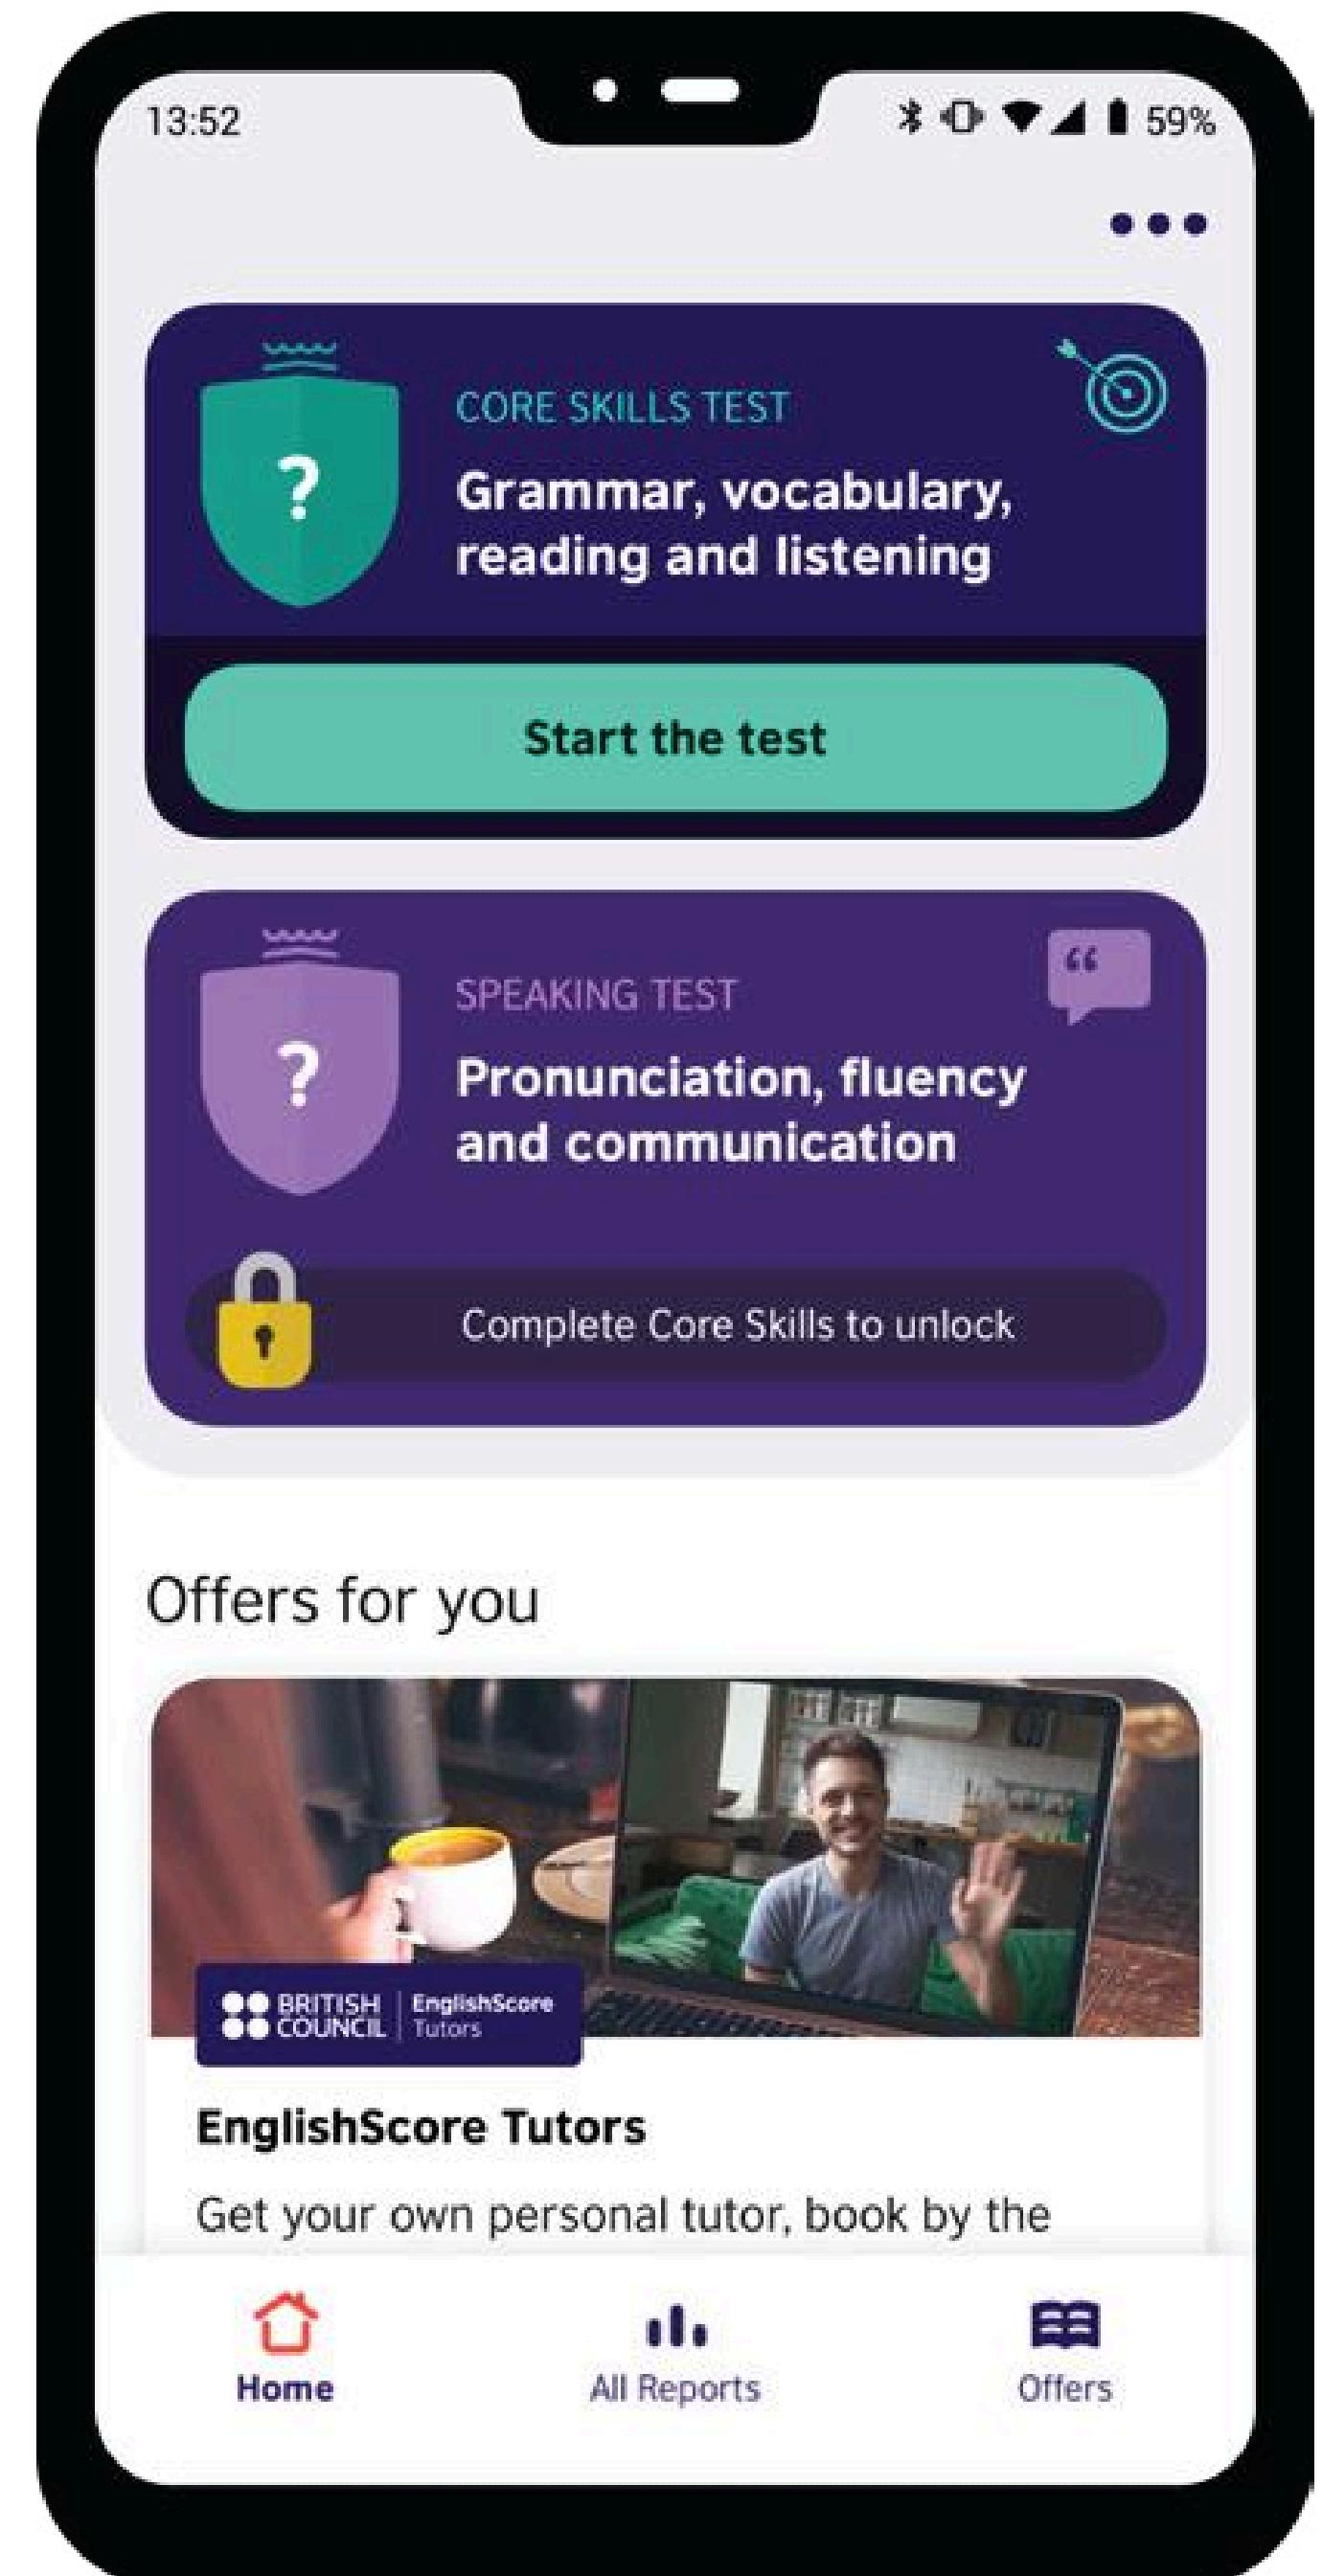 13:52
59%
CORE SKILLS TEST
?
Grammar, vocabulary,
reading and listening
Start the test
SPEAKING TEST
“
?
Pronunciation, fluency
and communication
Complete Core Skills to unlock
Offers for you
BRITISH
COUNCIL
EnglishScore
Tutors
EnglishScore Tutors
Get your own personal tutor, book by the
Home
All Reports
Offers